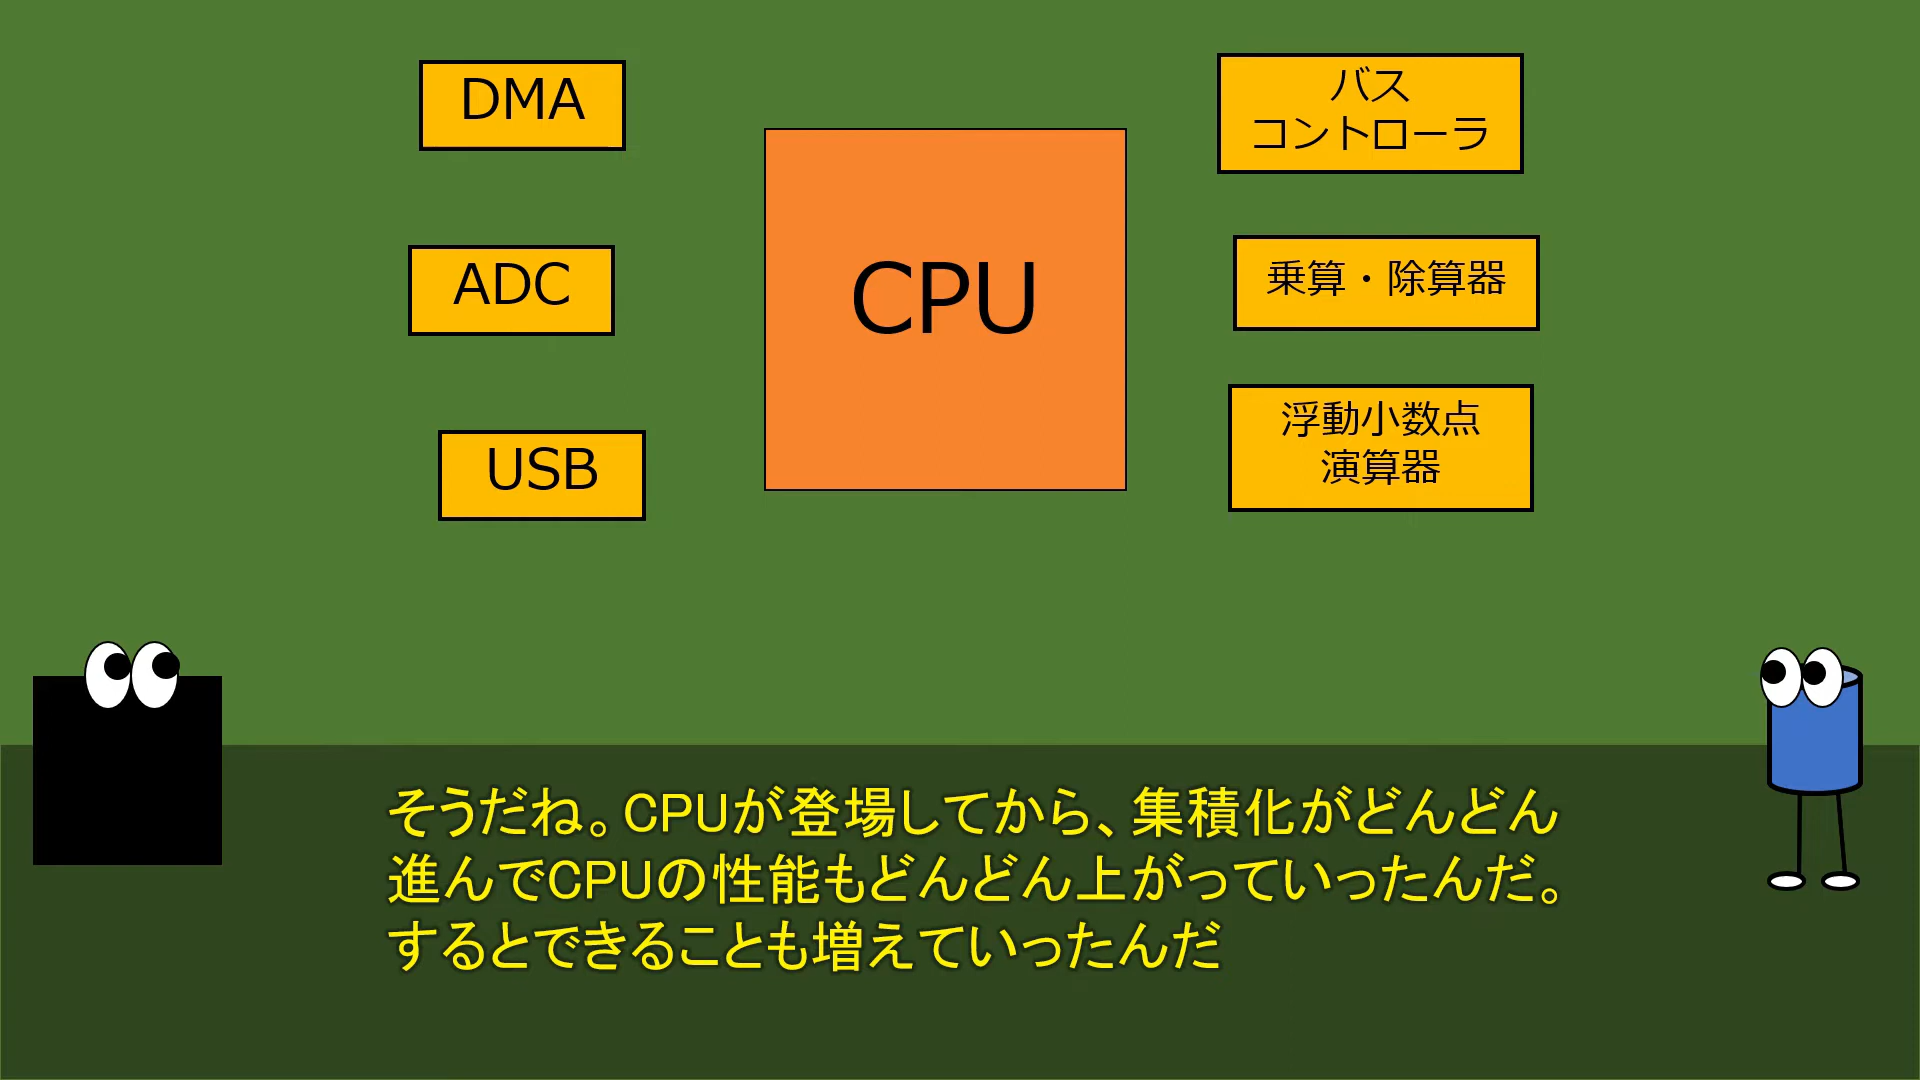 DMA
ADC
USB
CPU
バス
コントローラ
乗算・除算器
浮動小数点
演算器
そうだね。CPUが登場してから、集積化がどんどん
進んでCPUの性能もどんどん上がっていったんだ。
するとできることも増えていったんだ